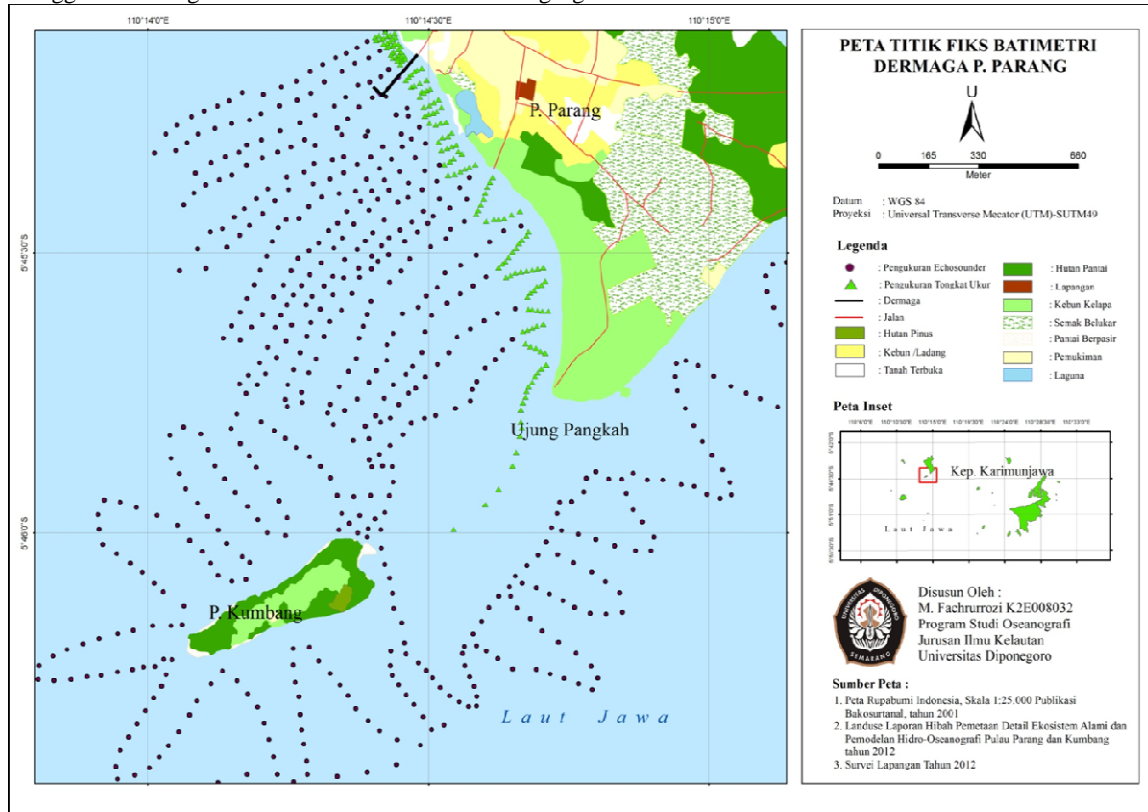 110°14'0"E
110°14'30"E
110°15'0"E
5°45'30"S
5°46'0"S
P. Parang
Ujung Pangkah
P. Kumbang
Laut Jawa
PETA TITIK FIKS BATIMETRI
DERMAGA P. PARANG
U
0 165 330 660
Meter
Datum : WGS 84
Proyeksi : Universal Transverse Mecator (UTM)-SUTM49
Legenda
: Pengukuran Echosounder
: Pengukuran Tongkat Ukur
: Dermaga
: Jalan
: Hutan Pinus
: Kebun /Ladang
: Tanah Terbuka
: Hutan Pantai
: Lapangan
: Kebun Kelapa
: Semak Belukar
: Pantai Berpasir
: Pemukiman
: Laguna
Peta Inset
Kep. Karimunjawa
Laut Jawa
UNIVERSITAS DIPONEGORO
SEMARANG
Disusun Oleh :
M. Fachrurrozi K2E008032
Program Studi Oseanografi
Jurusan Ilmu Kelautan
Universitas Diponegoro
Sumber Peta :
1. Peta Rupabumi Indonesia, Skala 1:25.000 Publikasi
Bakosurtanal, tahun 2001
2. Landuse Laporan Hibah Pemetaan Detail Ekosistem Alami dan
Pemodelan Hidro-Oseanografi Pulau Parang dan Kumbang
tahun 2012
3. Survei Lapangan Tahun 2012